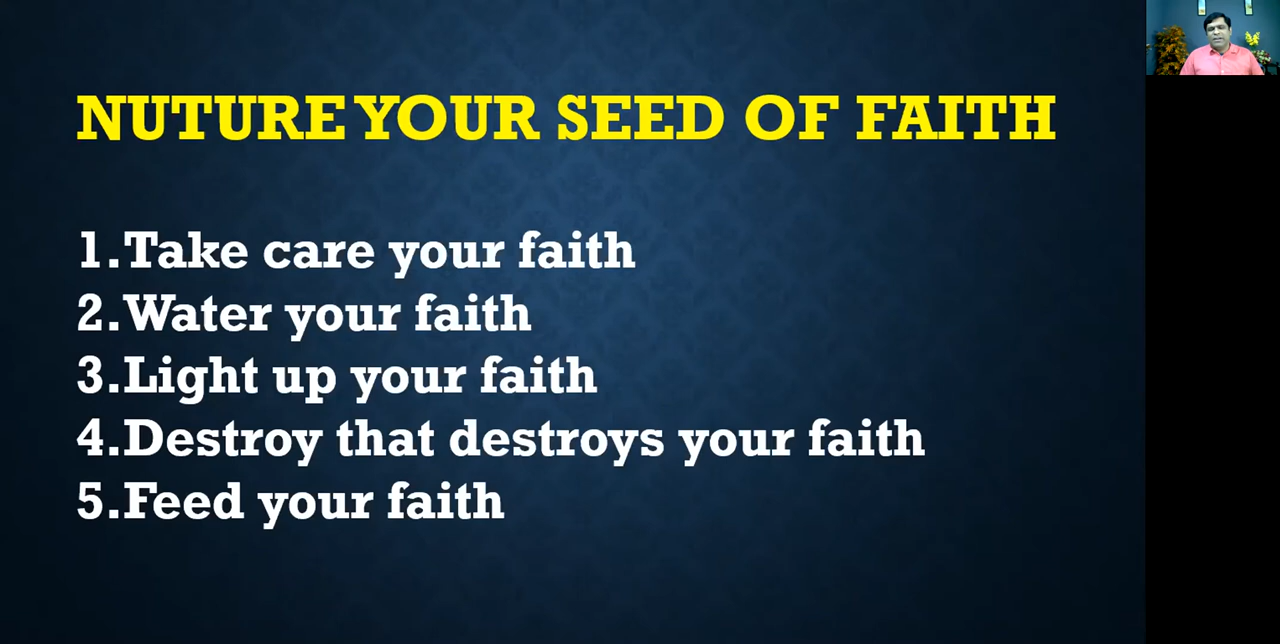 NUTURE YOUR SEED OF FAITH
1.Take care your faith
2.Water your faith
3.Light up your faith
4.Destroy that destroys your faith
5.Feed your faith